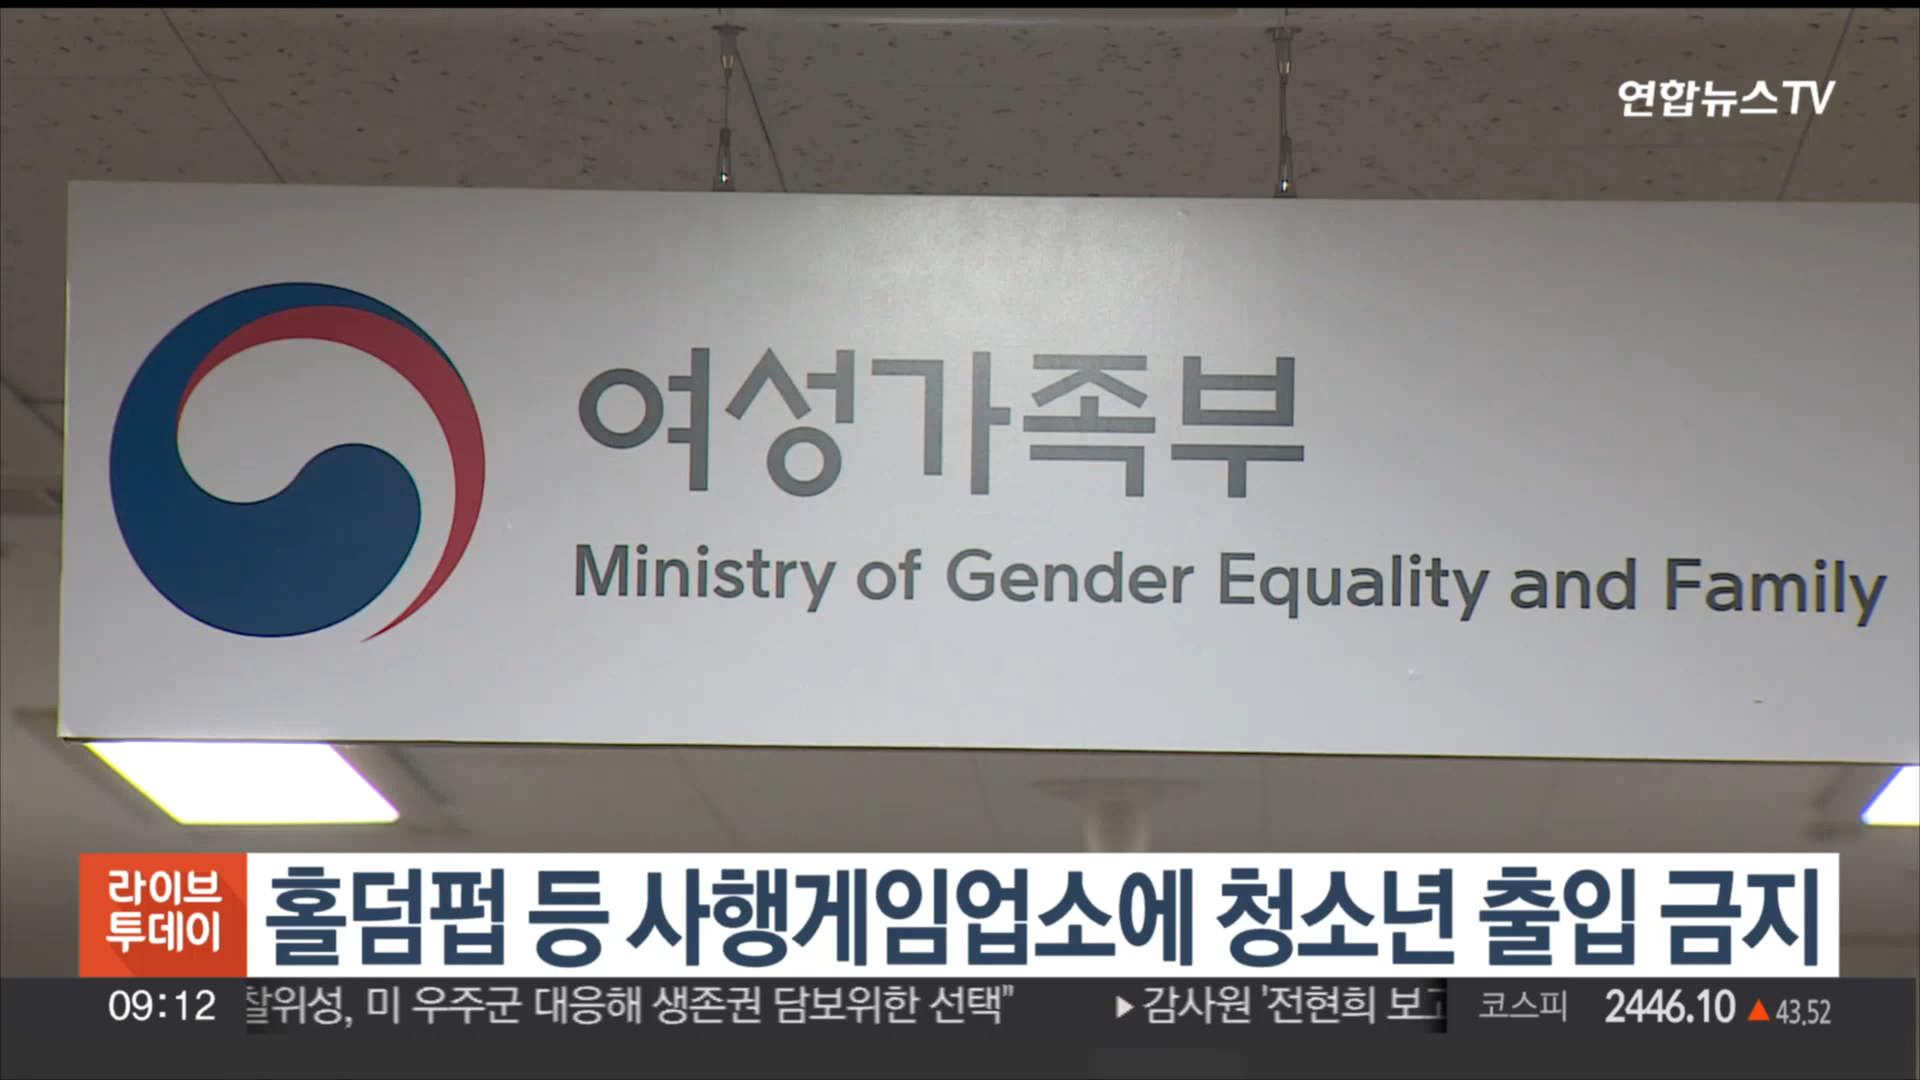 연합뉴스TV
여성가족부
Ministry of Gender Equality and Family
라이브
투데이
홀덤펍 등 사행게임업소에 청소년 출입 금지
09:12 찰위성, 미 우주군 대응해 생존권 담보위한 선택" ▶감사원 '전현희 보고 코스피 2446.10 ▲43.52